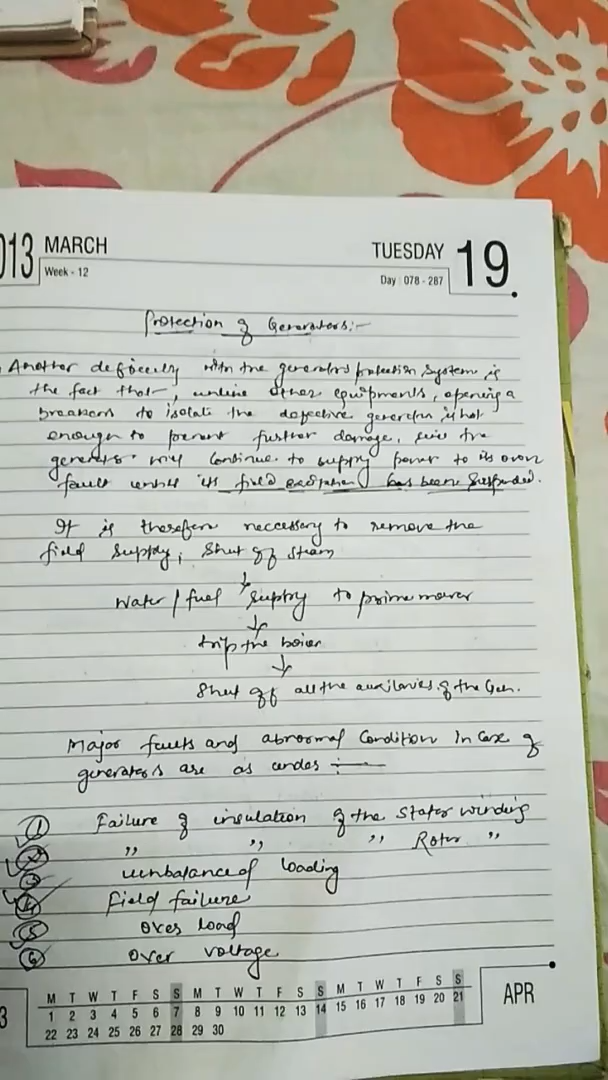 013 MARCH
Week - 12
TUESDAY 19
Day 078 - 287
Protection of Generators:-
Another difficulty with the generators protection system is
the fact that, unlike other equipments, opening a
breakers to isolate the defective generator is not
enough to prevent further damage, since the
generator will continue to supply power to its own
fault until its field excitation has been suspended.
It is therefore neccessary to remove the
field supply, shut off steam
↓
Water / fuel supply to prime mover
↓
trip the boiler
↓
Shut off all the auxilaries of the Gen.
Major faults and abnormal Condition in Case of
generators are as under :-
① Failure of insulation of the Stator winding
② ,, ,, ,, Rotor ,,
③ unbalance of loading
④ field failure
⑤ over load
⑥ over voltage
3
M T W T F S S M T W T F S S M T W T F S S
1 2 3 4 5 6 7 8 9 10 11 12 13 14 15 16 17 18 19 20 21
22 23 24 25 26 27 28 29 30
APR